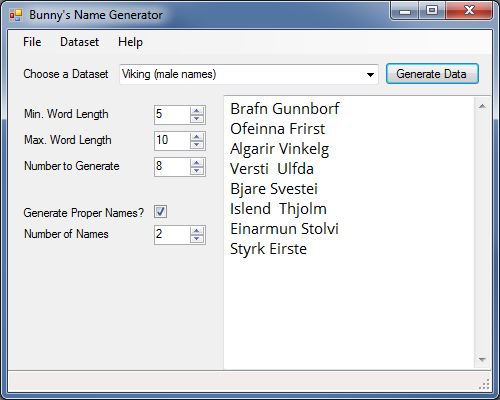 Bunny's Name Generator
File Dataset Help
Choose a Dataset Viking (male names) Generate Data
Min. Word Length 5
Max. Word Length 10
Number to Generate 8
Generate Proper Names?
Number of Names 2
Brafn Gunnborf
Ofeinna Frirst
Algarir Vinkelg
Versti  Ulfda
Bjare Svestei
Islend  Thjolm
Einarmun Stolvi
Styrk Eirste